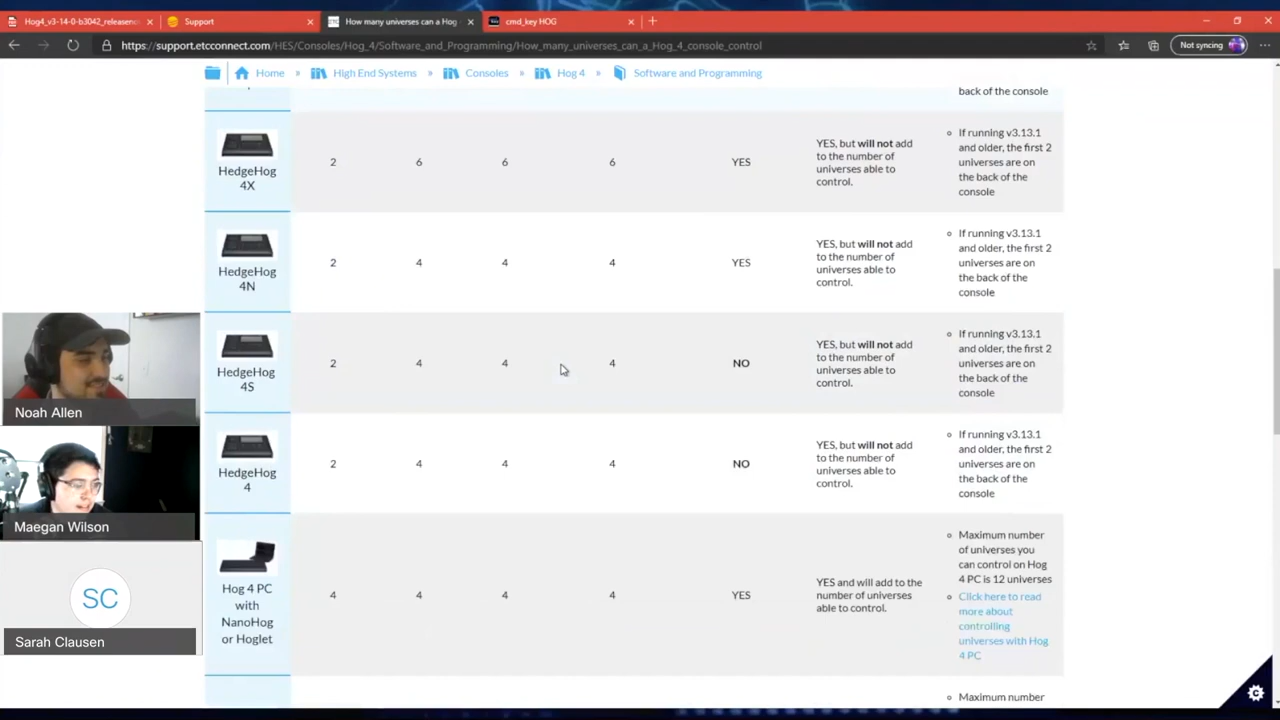 Hog4_v3-14-0-b3042_releasen
Support
How many universes can a Hog
cmd_key HOG
https://support.etcconnect.com/HES/Consoles/Hog_4/Software_and_Programming/How_many_universes_can_a_Hog_4_console_control
Not syncing
Home » High End Systems » Consoles » Hog 4 » Software and Programming
back of the console
HedgeHog
4X
2 6 6 6 YES
YES, but will not add
to the number of
universes able to
control.
If running v3.13.1
and older, the first 2
universes are on
the back of the
console
HedgeHog
4N
2 4 4 4 YES
YES, but will not add
to the number of
universes able to
control.
If running v3.13.1
and older, the first 2
universes are on
the back of the
console
HedgeHog
4S
2 4 4 4 NO
YES, but will not add
to the number of
universes able to
control.
If running v3.13.1
and older, the first 2
universes are on
the back of the
console
HedgeHog
4
2 4 4 4 NO
YES, but will not add
to the number of
universes able to
control.
If running v3.13.1
and older, the first 2
universes are on
the back of the
console
Hog 4 PC
with
NanoHog
or Hoglet
4 4 4 4 YES
YES and will add to the
number of universes
able to control.
Maximum number
of universes you
can control on Hog
4 PC is 12 universes
Click here to read
more about
controlling
universes with Hog
4 PC
Maximum number
Noah Allen
Maegan Wilson
SC
Sarah Clausen